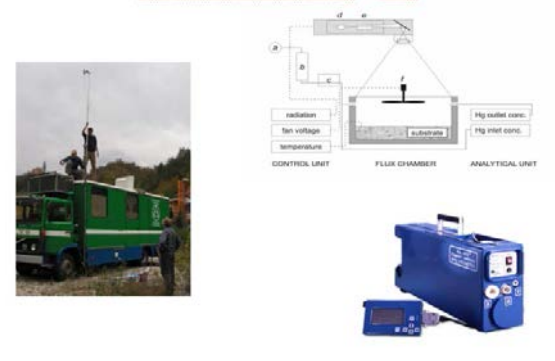 d e
a
b
c
f
radiation
fan voltage
temperature
substrate
Hg outlet conc.
Hg inlet conc.
CONTROL UNIT FLUX CHAMBER ANALYTICAL UNIT